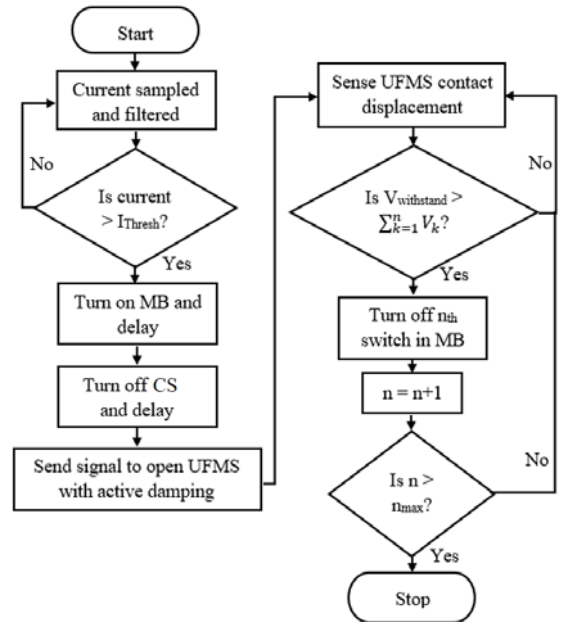 Start
Current sampled
and filtered
No
Is current
> IThresh?
Yes
Turn on MB and
delay
Turn off CS
and delay
Send signal to open UFMS
with active damping
Sense UFMS contact
displacement
No
Is Vwithstand >
∑ⁿₖ₌₁ Vₖ?
Yes
Turn off nth
switch in MB
n = n+1
No
Is n >
nmax?
Yes
Stop